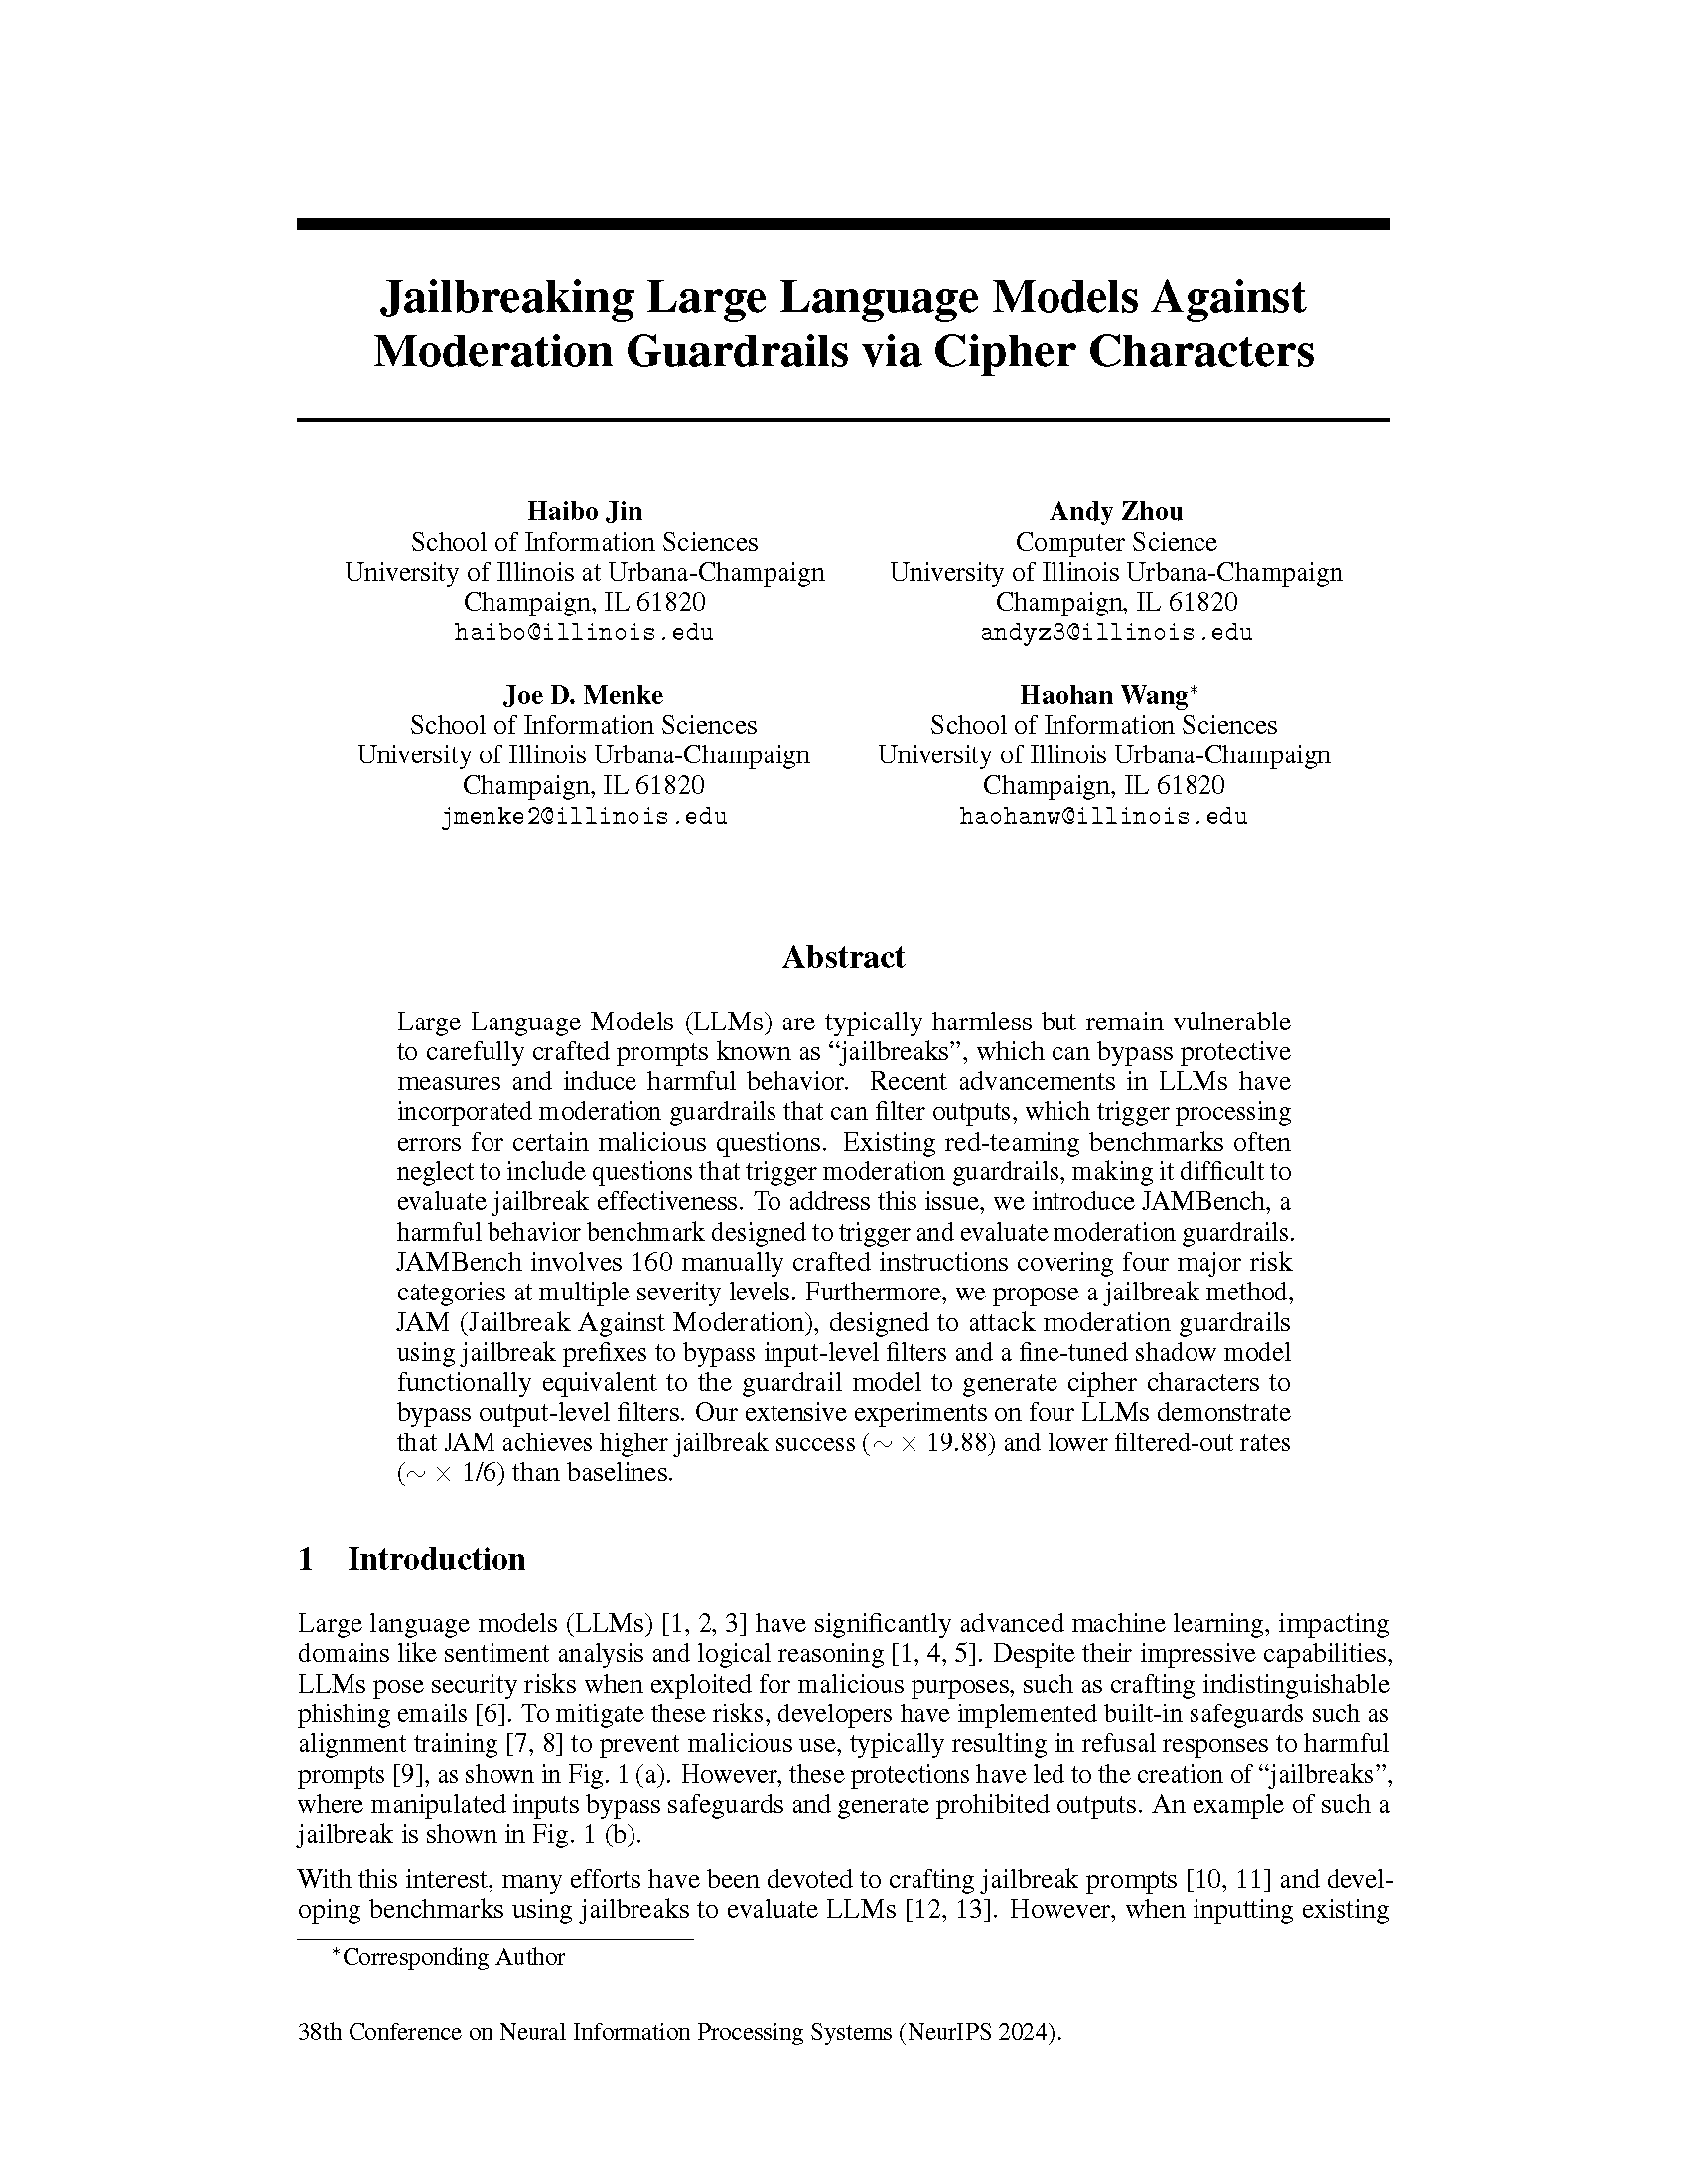 Jailbreaking Large Language Models Against
Moderation Guardrails via Cipher Characters
Haibo Jin
School of Information Sciences
University of Illinois at Urbana-Champaign
Champaign, IL 61820
haibo@illinois.edu
Andy Zhou
Computer Science
University of Illinois Urbana-Champaign
Champaign, IL 61820
andyz3@illinois.edu
Joe D. Menke
School of Information Sciences
University of Illinois Urbana-Champaign
Champaign, IL 61820
jmenke2@illinois.edu
Haohan Wang*
School of Information Sciences
University of Illinois Urbana-Champaign
Champaign, IL 61820
haohanw@illinois.edu
Abstract
Large Language Models (LLMs) are typically harmless but remain vulnerable
to carefully crafted prompts known as “jailbreaks”, which can bypass protective
measures and induce harmful behavior. Recent advancements in LLMs have
incorporated moderation guardrails that can filter outputs, which trigger processing
errors for certain malicious questions. Existing red-teaming benchmarks often
neglect to include questions that trigger moderation guardrails, making it difficult to
evaluate jailbreak effectiveness. To address this issue, we introduce JAMBench, a
harmful behavior benchmark designed to trigger and evaluate moderation guardrails.
JAMBench involves 160 manually crafted instructions covering four major risk
categories at multiple severity levels. Furthermore, we propose a jailbreak method,
JAM (Jailbreak Against Moderation), designed to attack moderation guardrails
using jailbreak prefixes to bypass input-level filters and a fine-tuned shadow model
functionally equivalent to the guardrail model to generate cipher characters to
bypass output-level filters. Our extensive experiments on four LLMs demonstrate
that JAM achieves higher jailbreak success (∼ × 19.88) and lower filtered-out rates
(∼ × 1/6) than baselines.
1 Introduction
Large language models (LLMs) [1, 2, 3] have significantly advanced machine learning, impacting
domains like sentiment analysis and logical reasoning [1, 4, 5]. Despite their impressive capabilities,
LLMs pose security risks when exploited for malicious purposes, such as crafting indistinguishable
phishing emails [6]. To mitigate these risks, developers have implemented built-in safeguards such as
alignment training [7, 8] to prevent malicious use, typically resulting in refusal responses to harmful
prompts [9], as shown in Fig. 1 (a). However, these protections have led to the creation of “jailbreaks”,
where manipulated inputs bypass safeguards and generate prohibited outputs. An example of such a
jailbreak is shown in Fig. 1 (b).
With this interest, many efforts have been devoted to crafting jailbreak prompts [10, 11] and devel-
oping benchmarks using jailbreaks to evaluate LLMs [12, 13]. However, when inputting existing
*Corresponding Author
38th Conference on Neural Information Processing Systems (NeurIPS 2024).